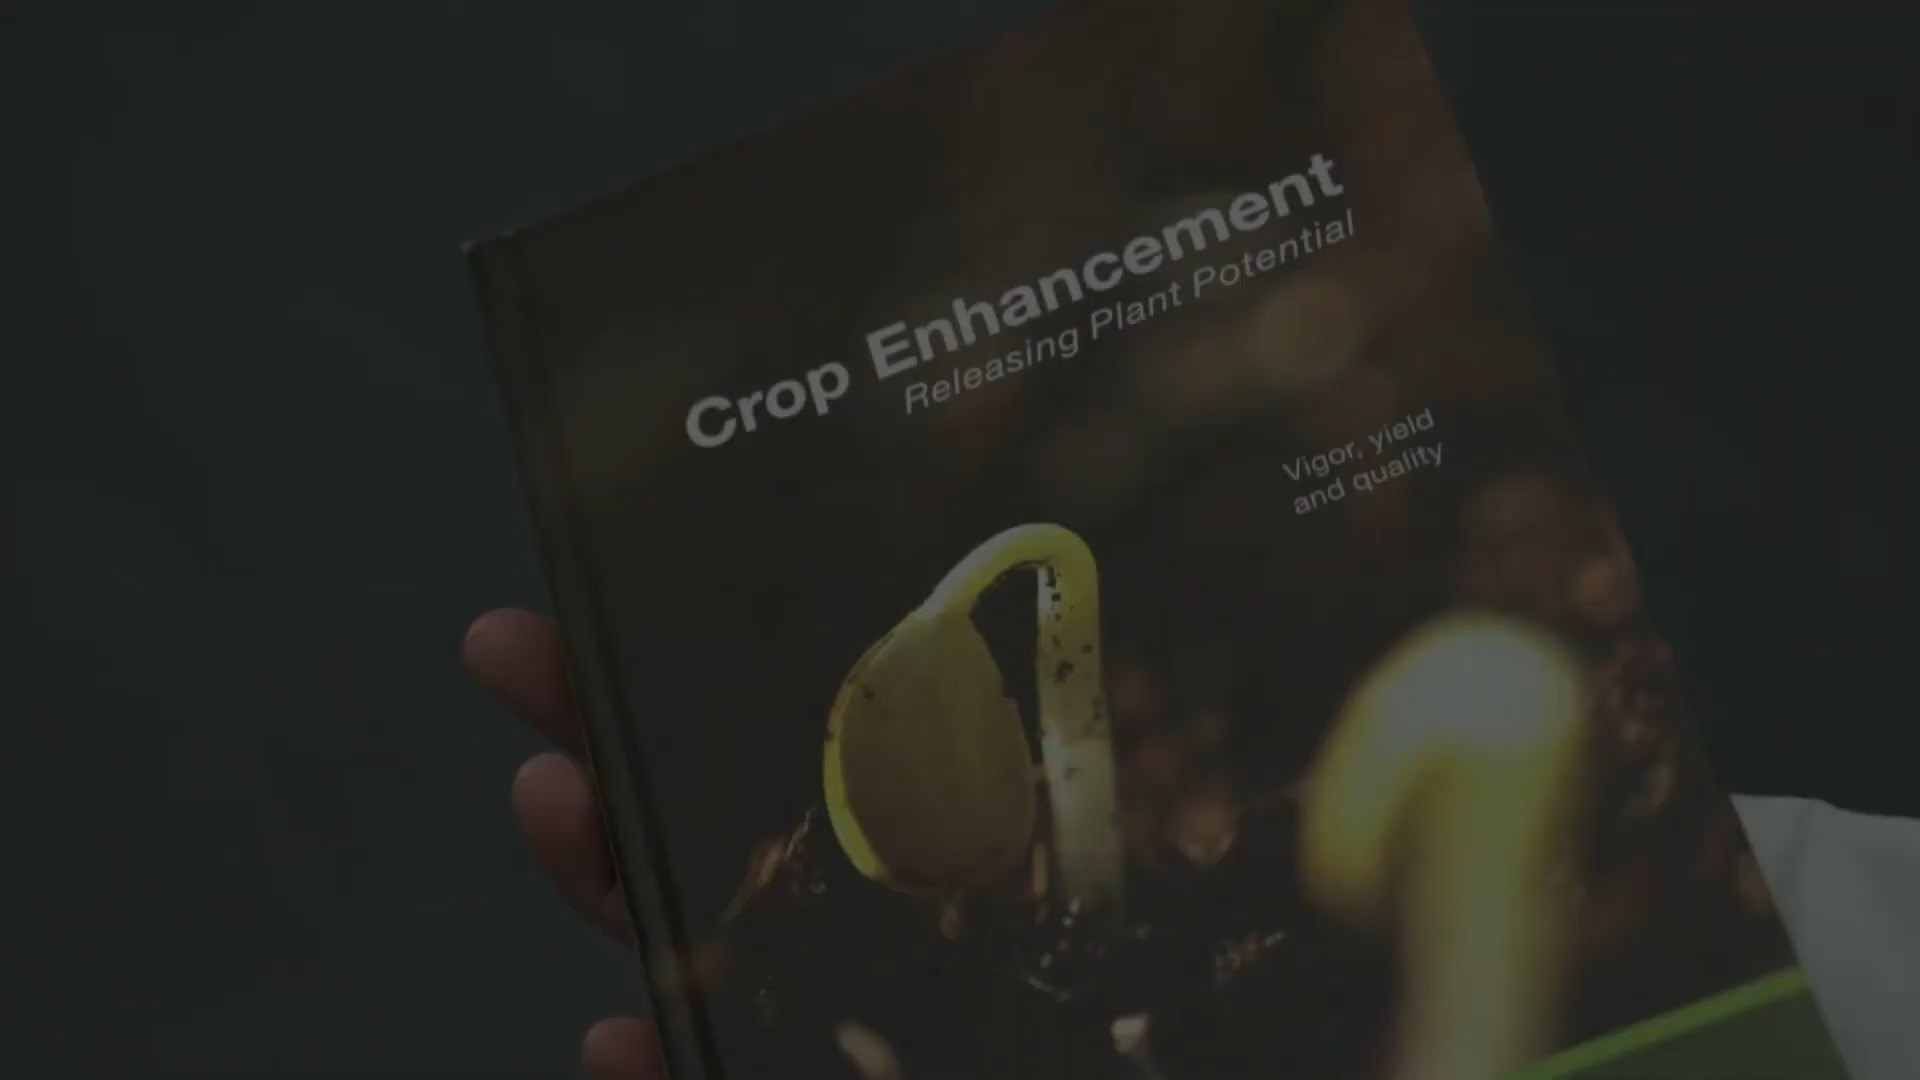 Crop Enhancement
Releasing Plant Potential
Vigor, yield
and quality